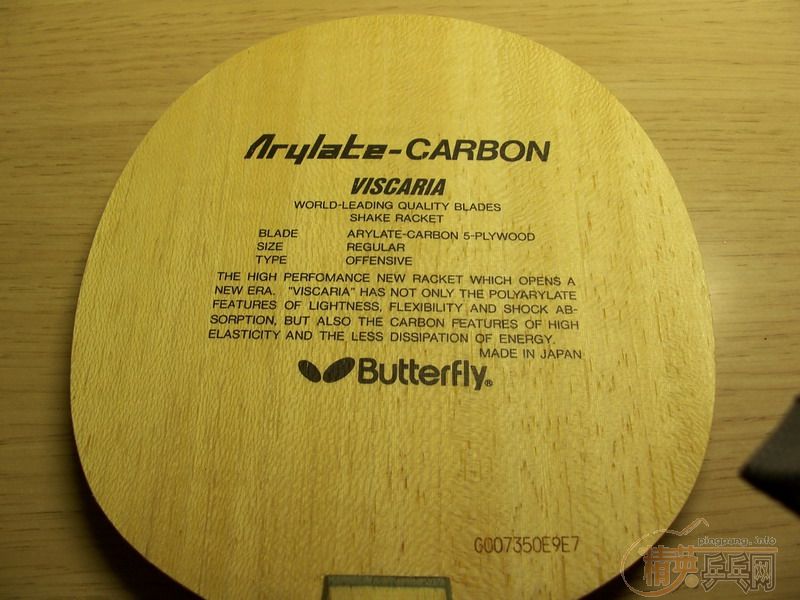 Arylate-CARBON
VISCARIA
WORLD-LEADING QUALITY BLADES
SHAKE RACKET
BLADE ARYLATE-CARBON 5-PLYWOOD
SIZE REGULAR
TYPE OFFENSIVE
THE HIGH PERFOMANCE NEW RACKET WHICH OPENS A
NEW ERA. "VISCARIA" HAS NOT ONLY THE POLYARYLATE
FEATURES OF LIGHTNESS, FLEXIBILITY AND SHOCK AB-
SORPTION, BUT ALSO THE CARBON FEATURES OF HIGH
ELASTICITY AND THE LESS DISSIPATION OF ENERGY.
MADE IN JAPAN
Butterfly®
G007350E9E7
pingpang.info
精英乒乓网